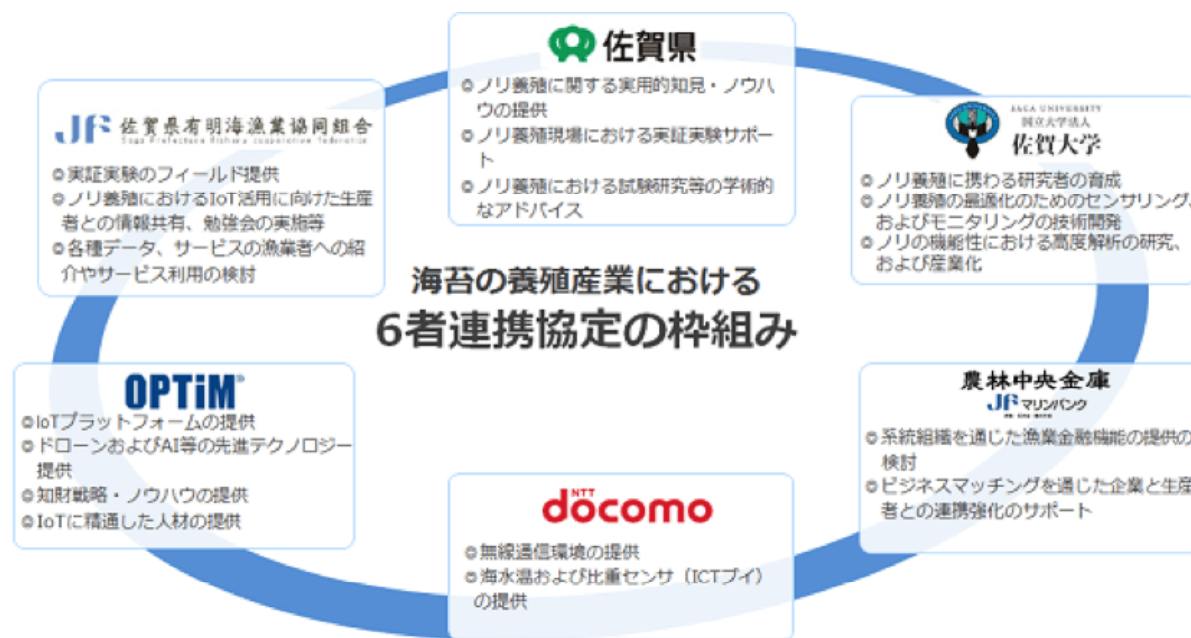 佐賀県
◎ノリ養殖に関する実用的知見・ノウハ
ウの提供
◎ノリ養殖現場における実証実験サポー
ト
◎ノリ養殖における試験研究等の学術的
なアドバイス
JF 佐賀県有明海漁業協同組合
Saga Prefecture Fishery cooperative federation
◎実証実験のフィールド提供
◎ノリ養殖におけるIoT活用に向けた生産
者との情報共有、勉強会の実施等
◎各種データ、サービスの漁業者への紹
介やサービス利用の検討
SAGA UNIVERSITY
国立大学法人
佐賀大学
◎ノリ養殖に携わる研究者の育成
◎ノリ養殖の最適化のためのセンサリング、
およびモニタリングの技術開発
◎ノリの機能性における高度解析の研究、
および産業化
海苔の養殖産業における
6者連携協定の枠組み
OPTiM
◎IoTプラットフォームの提供
◎ドローンおよびAI等の先進テクノロジー
提供
◎知財戦略・ノウハウの提供
◎IoTに精通した人材の提供
農林中央金庫
JFマリンバンク
◎系統組織を通じた漁業金融機能の提供の
検討
◎ビジネスマッチングを通じた企業と生産
者との連携強化のサポート
NTT
döcomo
◎無線通信環境の提供
◎海水温および比重センサ（ICTブイ）
の提供